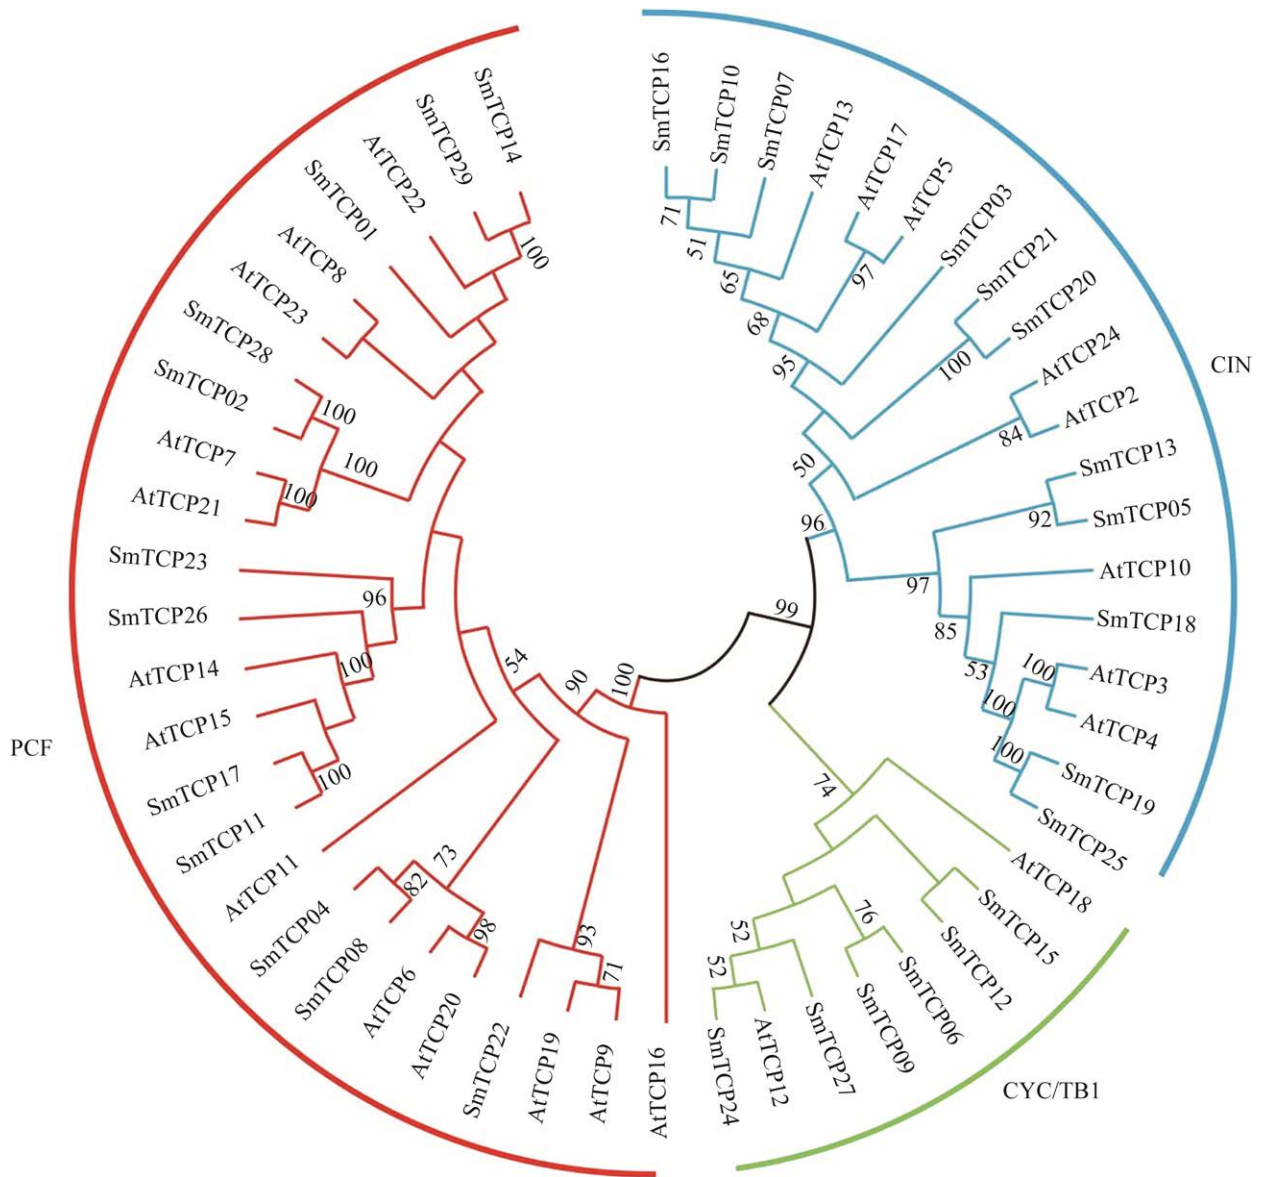 SmTCP16
SmTCP10
SmTCP07
AtTCP13
AtTCP17
AtTCP5
SmTCP03
SmTCP21
SmTCP20
AtTCP24
AtTCP2
SmTCP13
SmTCP05
AtTCP10
SmTCP18
AtTCP3
AtTCP4
SmTCP19
SmTCP25
CIN
AtTCP18
SmTCP15
SmTCP12
SmTCP06
SmTCP09
SmTCP27
AtTCP12
SmTCP24
CYC/TB1
AtTCP16
AtTCP9
AtTCP19
SmTCP22
AtTCP20
AtTCP6
SmTCP08
SmTCP04
AtTCP11
SmTCP11
SmTCP17
AtTCP15
AtTCP14
SmTCP26
SmTCP23
AtTCP21
AtTCP7
SmTCP02
SmTCP28
AtTCP23
AtTCP8
SmTCP01
AtTCP22
SmTCP29
SmTCP14
PCF
71
51
65
68
97
95
100
84
50
96
92
97
85
53
100
100
100
99
74
76
52
52
100
90
54
93
71
73
82
98
96
100
100
100
100
100
100